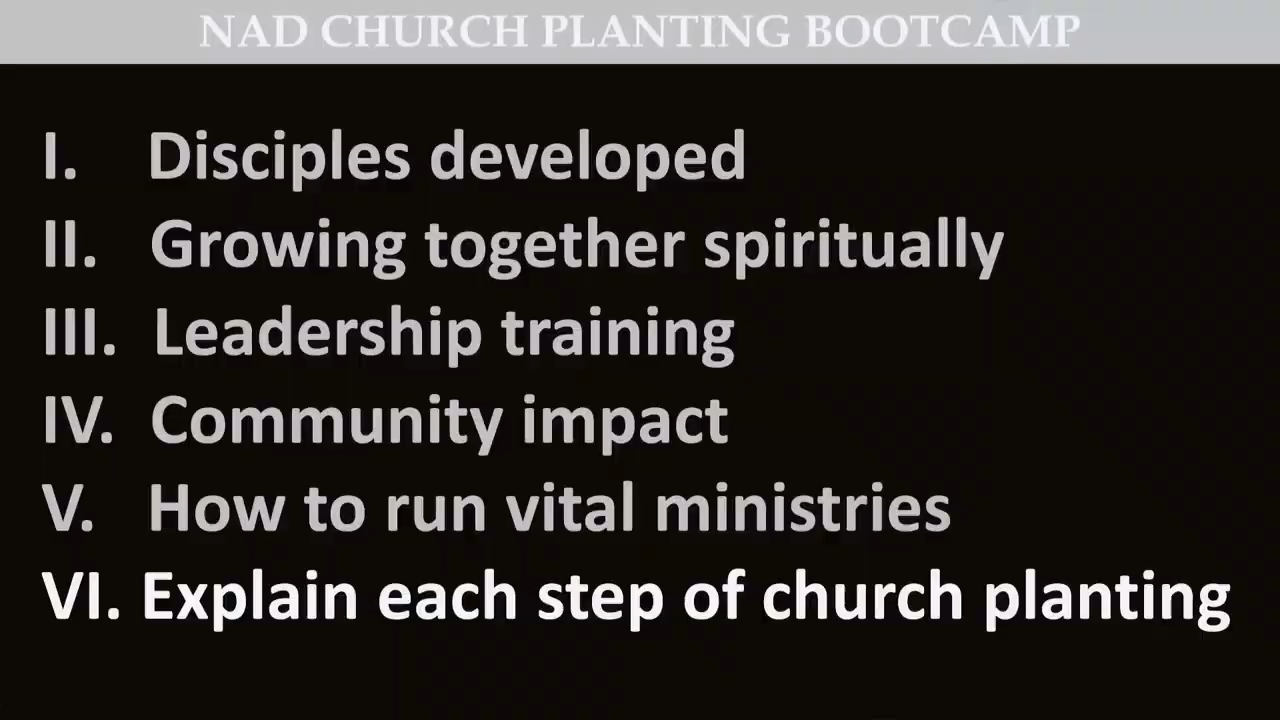 NAD CHURCH PLANTING BOOTCAMP
I. Disciples developed
II. Growing together spiritually
III. Leadership training
IV. Community impact
V. How to run vital ministries
VI. Explain each step of church planting